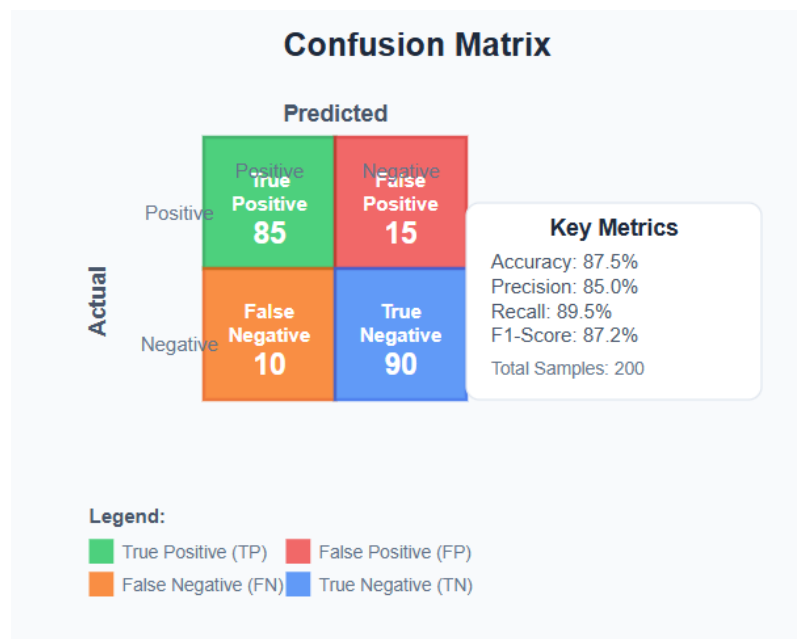 Confusion Matrix
Predicted
Positive Negative
True Positive
85
False Positive
15
Positive
Actual
Negative
False Negative
10
True Negative
90
Key Metrics
Accuracy: 87.5%
Precision: 85.0%
Recall: 89.5%
F1-Score: 87.2%
Total Samples: 200
Legend:
True Positive (TP)
False Positive (FP)
False Negative (FN)
True Negative (TN)